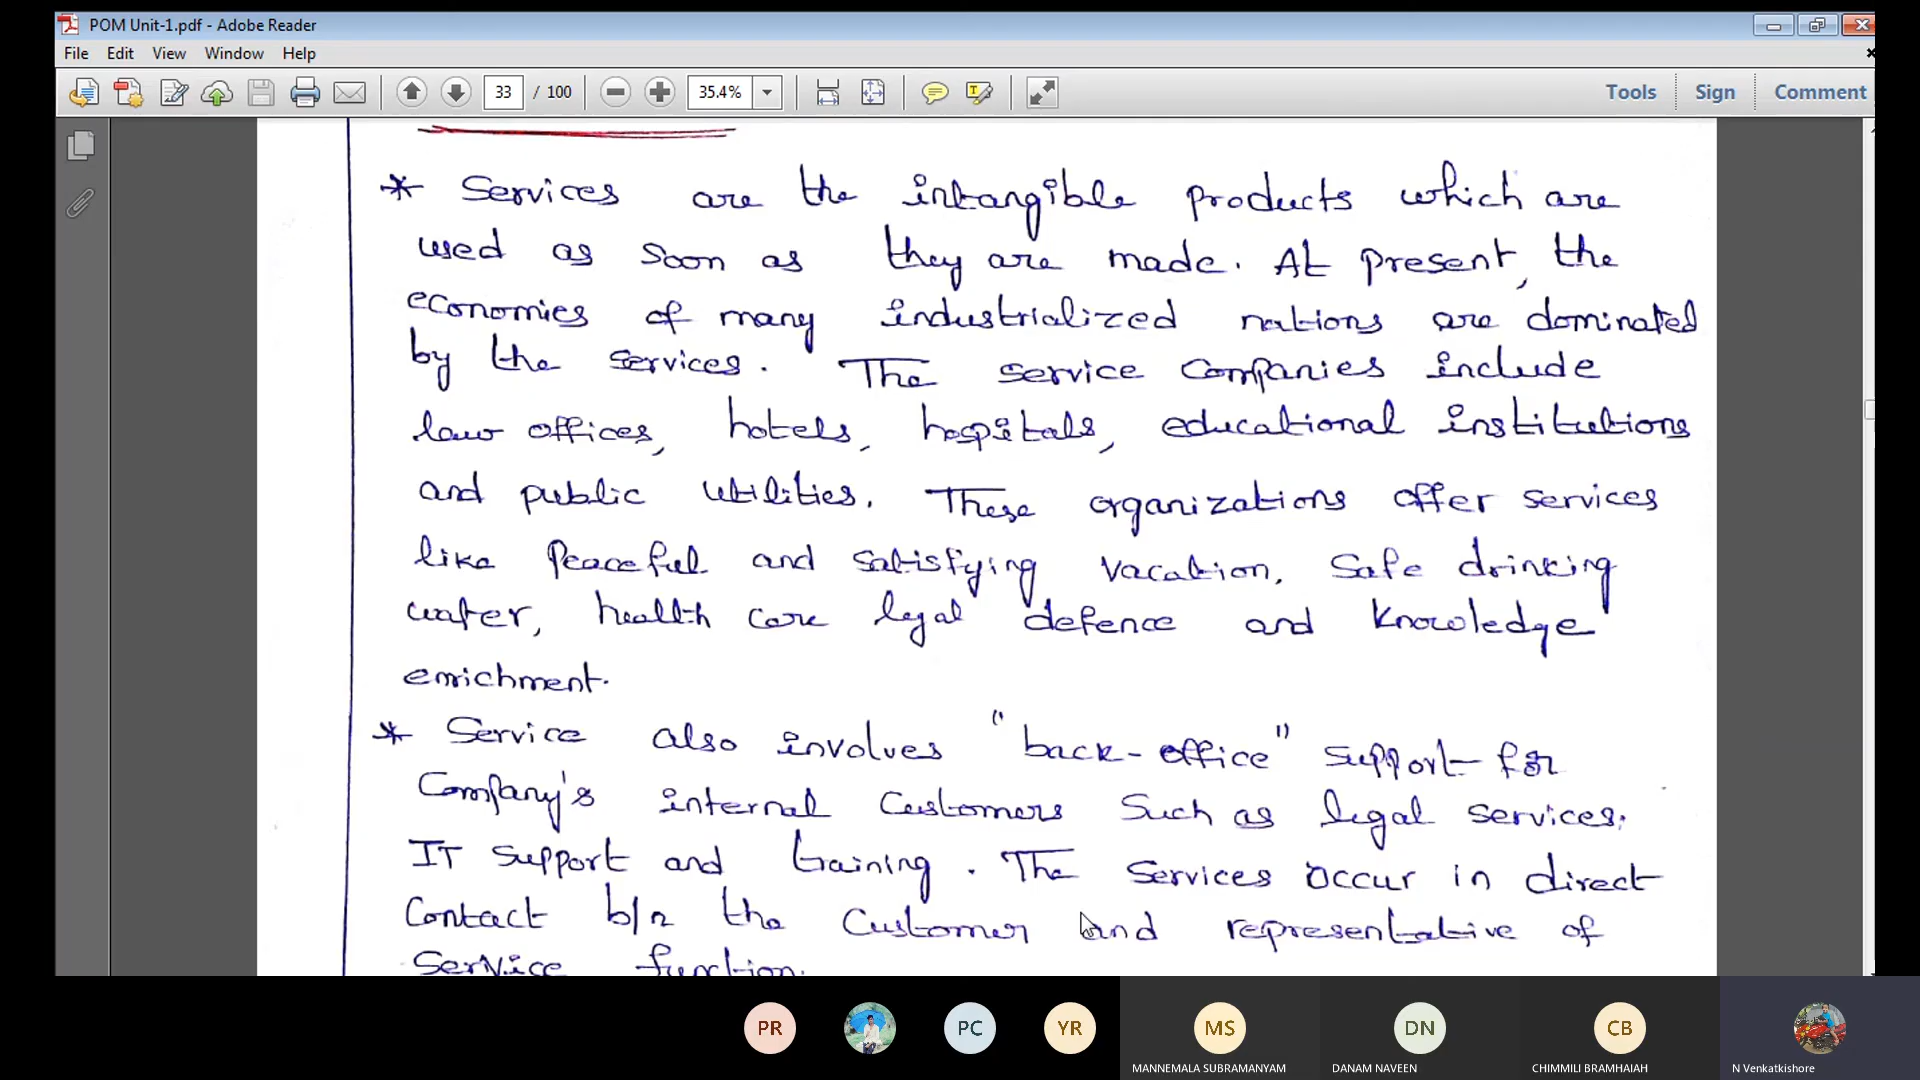 POM Unit-1.pdf - Adobe Reader
File Edit View Window Help
33 / 100 35.4% Tools Sign Comment
* Services are the intangible products which are
used as soon as they are made. At present, the
economies of many industrialized nations are dominated
by the services. The service companies include
law offices, hotels, hospitals, educational institutions
and public utilities. These organizations offer services
like Peaceful and satisfying vacation, Safe drinking
water, health care legal defence and knowledge
enrichment.
* Service also involves "back-office" support for
Company's internal Customers Such as legal services.
IT support and training. The Services occur in direct
Contact b/n the Customer and representative of
Service function.
PR PC YR MS DN CB
MANNEMALA SUBRAMANYAM DANAM NAVEEN CHIMMILI BRAMHAIAH N Venkatkishore